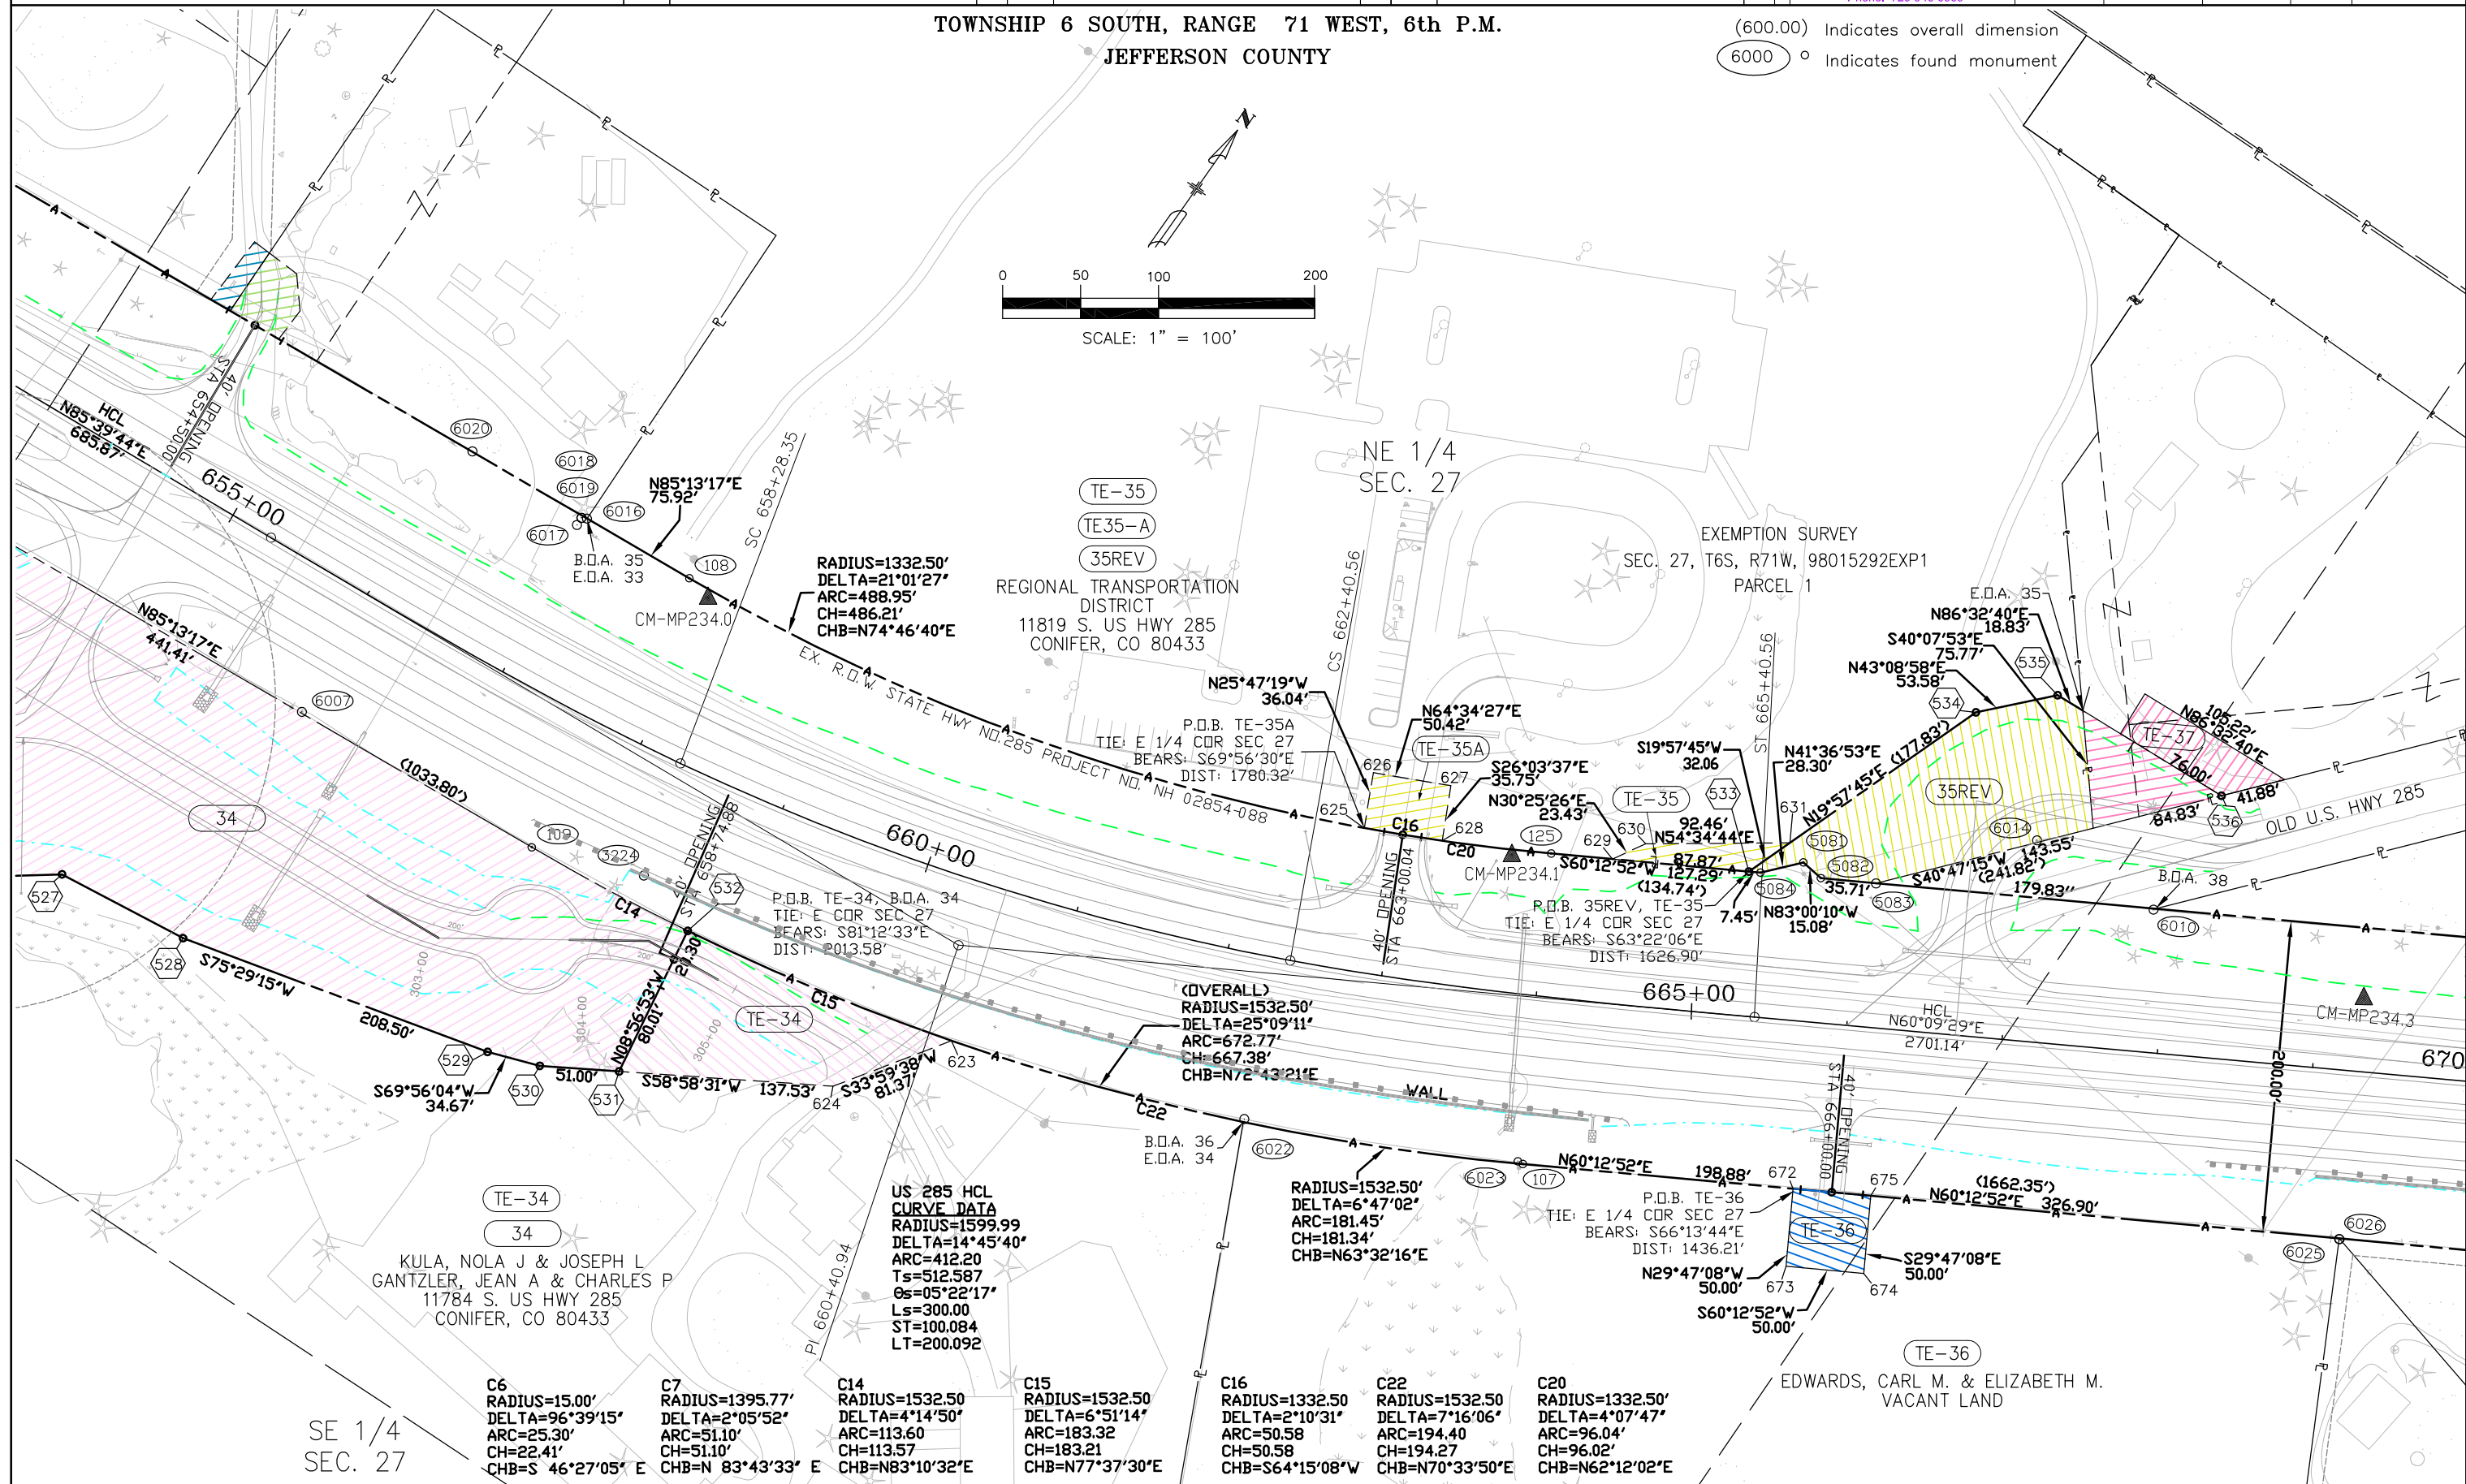 TOWNSHIP 6 SOUTH, RANGE 71 WEST, 6th P.M.
JEFFERSON COUNTY
(600.00) Indicates overall dimension
6000 Indicates found monument
N
0 50 100 200
SCALE: 1" = 100'
40' OPENING
STA 654+50.00
HCL
N85°39'44"E
685.87'
655+00
6020
6018
6019
6016
6017
N85°13'17"E
75.92'
B.O.A. 35
E.O.A. 33
108
CM-MP234.0
SC 658+28.35
RADIUS=1332.50'
DELTA=21°01'27"
ARC=488.95'
CH=486.21'
CHB=N74°46'40"E
EX. R.O.W. STATE HWY NO.285 PROJECT NO. NH 02854-088
TE-35
TE35-A
35REV
REGIONAL TRANSPORTATION
DISTRICT
11819 S. US HWY 285
CONIFER, CO 80433
NE 1/4
SEC. 27
EXEMPTION SURVEY
SEC. 27, T6S, R71W, 98015292EXP1
PARCEL 1
CS 662+40.56
N25°47'19"W
36.04'
N64°34'27"E
50.42'
P.O.B. TE-35A
TIE: E 1/4 COR SEC 27
BEARS: S69°56'30"E
DIST: 1780.32'
TE-35A
626
627
625
628
S26°03'37"E
35.75'
C16
C20
N30°25'26"E
23.43'
125
CM-MP234.1
TE-35
533
629
630
631
92.46'
N54°34'44"E
87.87'
S60°12'52"W 127.29'
(134.74')
S19°57'45"W
32.06
ST 665+40.56
N41°36'53"E
28.30'
N19°57'45"E (177.83')
E.O.A. 35
N86°32'40"E
18.83'
S40°07'53"E
75.77'
N43°08'58"E
53.58'
534
535
35REV
TE-37
105.22'
N86°32'40"E
76.00'
41.88'
84.83'
536
OLD U.S. HWY 285
6014
5081
5082
5083
5084
35.71'
S40°47'15"W 143.55'
(241.82')
179.83'
B.O.A. 38
6010
P.O.B. 35REV, TE-35
TIE: E 1/4 COR SEC 27
BEARS: S63°22'06"E
DIST: 1626.90'
7.45'
N83°00'10"W
15.08'
40' OPENING
STA 663+00.04
N85°13'17"E
441.41'
6007
(1033.80')
34
109
3224
C14
40' OPENING
STA 658+74.88
532
660+00
P.O.B. TE-34, B.O.A. 34
TIE: E COR SEC 27
BEARS: S81°12'33"E
DIST: 2013.58'
527
528
S75°29'15"W
208.50'
303+00
304+00
305+00
200'
200'
20.30'
N08°56'53"W
80.01'
C15
TE-34
529
530
531
S69°56'04"W
34.67'
51.00'
S58°58'31"W 137.53'
624
S33°59'38"W
81.37'
623
(OVERALL)
RADIUS=1532.50'
DELTA=25°09'11"
ARC=672.77'
CH=667.38'
CHB=N72°43'21"E
C22
WALL
665+00
HCL
N60°09'29"E
2701.14'
CM-MP234.3
670
200.00'
B.O.A. 36
E.O.A. 34
6022
6023
107
N60°12'52"E 198.88'
40' OPENING
STA 666+00.00
672
675
(1662.35')
N60°12'52"E 326.90'
6026
6025
RADIUS=1532.50'
DELTA=6°47'02"
ARC=181.45'
CH=181.34'
CHB=N63°32'16"E
P.O.B. TE-36
TIE: E 1/4 COR SEC 27
BEARS: S66°13'44"E
DIST: 1436.21'
TE-36
N29°47'08"W
50.00'
673
674
S29°47'08"E
50.00'
S60°12'52"W
50.00'
TE-36
EDWARDS, CARL M. & ELIZABETH M.
VACANT LAND
TE-34
34
KULA, NOLA J & JOSEPH L
GANTZLER, JEAN A & CHARLES P
11784 S. US HWY 285
CONIFER, CO 80433
PI 660+40.94
US 285 HCL
CURVE DATA
RADIUS=1599.99
DELTA=14°45'40"
ARC=412.20
Ts=512.587
Θs=05°22'17"
Ls=300.00
ST=100.084
LT=200.092
SE 1/4
SEC. 27
C6
RADIUS=15.00'
DELTA=96°39'15"
ARC=25.30'
CH=22.41'
CHB=S 46°27'05" E
C7
RADIUS=1395.77'
DELTA=2°05'52"
ARC=51.10'
CH=51.10'
CHB=N 83°43'33" E
C14
RADIUS=1532.50
DELTA=4°14'50"
ARC=113.60
CH=113.57
CHB=N83°10'32"E
C15
RADIUS=1532.50
DELTA=6°51'14"
ARC=183.32
CH=183.21
CHB=N77°37'30"E
C16
RADIUS=1332.50
DELTA=2°10'31"
ARC=50.58
CH=50.58
CHB=S64°15'08"W
C22
RADIUS=1532.50
DELTA=7°16'06"
ARC=194.40
CH=194.27
CHB=N70°33'50"E
C20
RADIUS=1332.50'
DELTA=4°07'47"
ARC=96.04'
CH=96.02'
CHB=N62°12'02"E